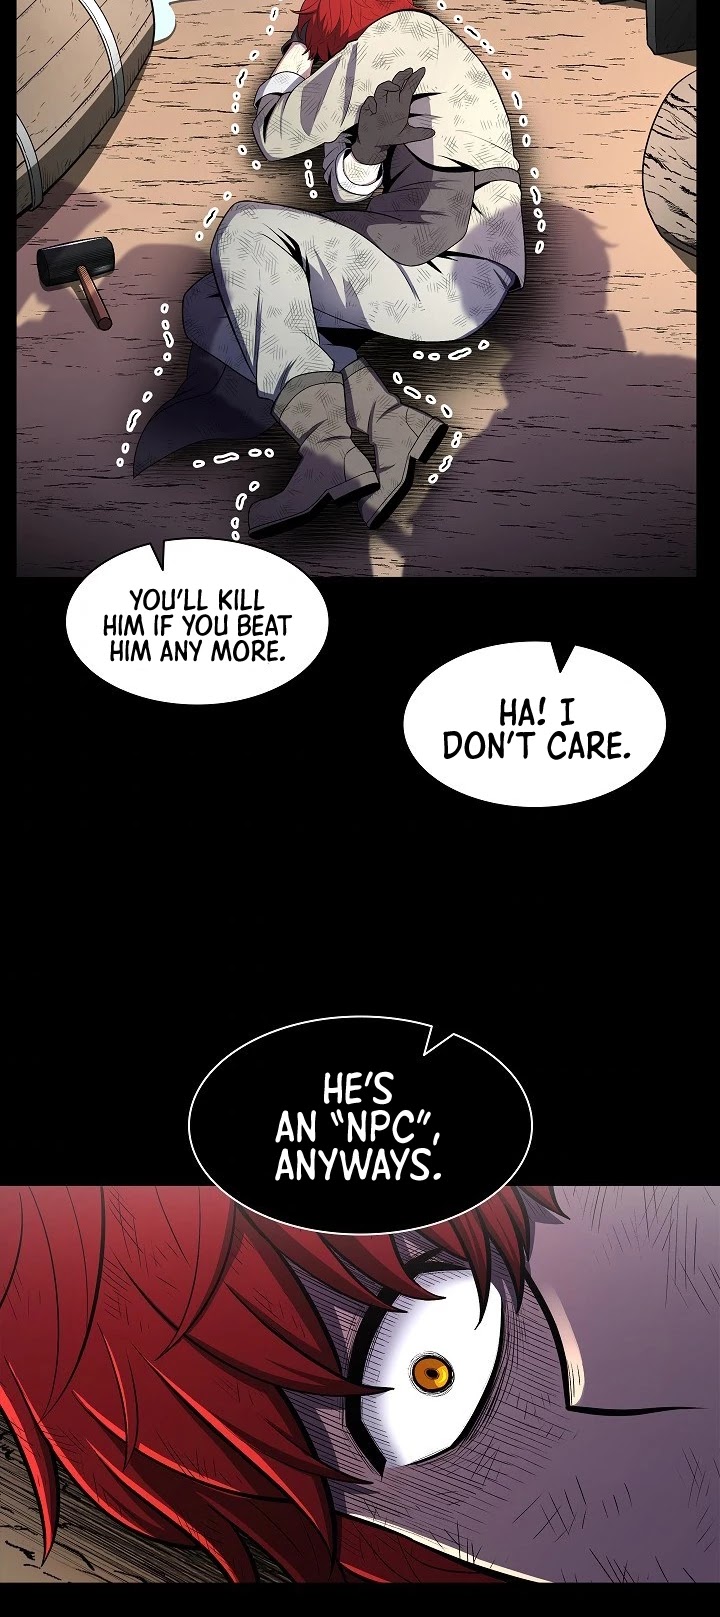 YOU'LL KILL
HIM IF YOU BEAT
HIM ANY MORE.
HA! I
DON'T CARE.
HE'S
AN "NPC",
ANYWAYS.